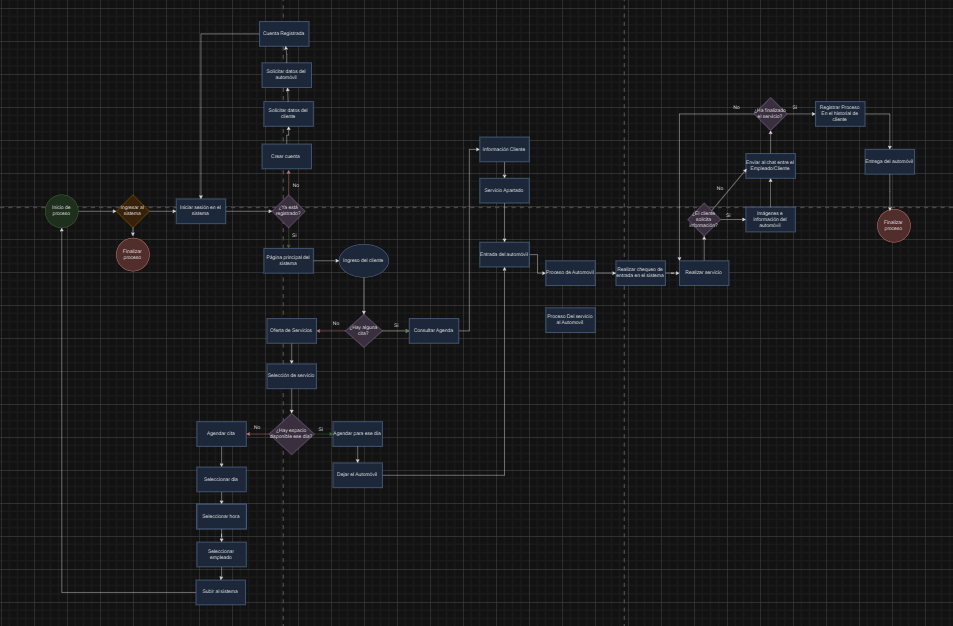 Cuenta Registrada
Solicitar datos del
automóvil
Solicitar datos del
cliente
Crear cuenta
No
Inicio de
proceso
Ingresar al
sistema
Iniciar sesión en el
sistema
¿Ya está
registrado?
Si
Finalizar
proceso
Página principal del
sistema
Ingreso del cliente
Oferta de Servicios
No
¿Hay alguna
cita?
Si
Consultar Agenda
Selección de servicio
Agendar cita
No
¿Hay espacio
disponible ese día?
Si
Agendar para ese día
Dejar el Automóvil
Seleccionar día
Seleccionar hora
Seleccionar
empleado
Subir al sistema
Información Cliente
Servicio Apartado
Entrada del automóvil
Proceso de Automovil
Realizar chequeo de
entrada en el sistema
Realizar servicio
Proceso Del servicio
al Automovil
¿El cliente
solicita
información?
No
Si
Imágenes e
información del
automóvil
Enviar al chat entre el
Empleado/Cliente
No
¿Ha finalizado
el servicio?
Si
Registrar Proceso
En el historial de
cliente
Entrega del automóvil
Finalizar
proceso